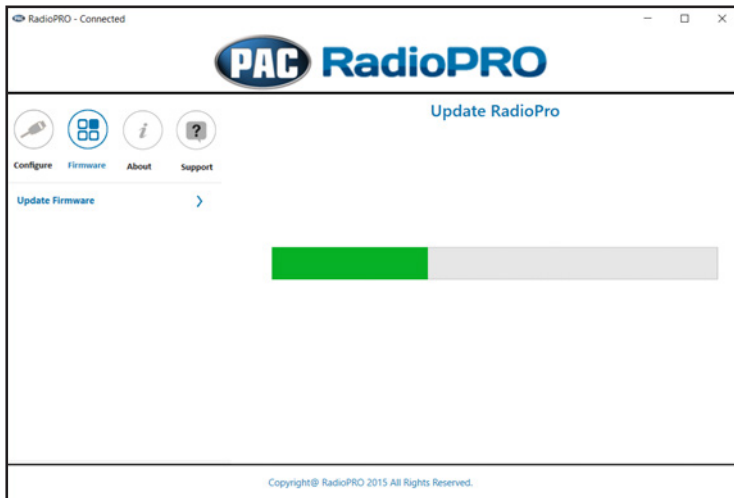 RadioPRO - Connected
PAC RadioPRO
Update RadioPro
Configure Firmware About Support
Update Firmware
Copyright@ RadioPRO 2015 All Rights Reserved.